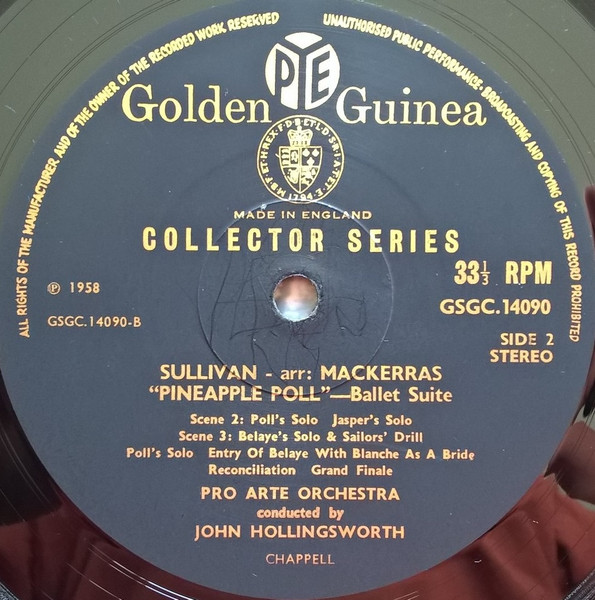 ALL RIGHTS OF THE MANUFACTURER AND OF THE OWNER OF THE RECORDED WORK RESERVED
UNAUTHORISED PUBLIC PERFORMANCE BROADCASTING AND COPYING OF THIS RECORD PROHIBITED
PYE
Golden Guinea
1794
MADE IN ENGLAND
COLLECTOR SERIES
33⅓ RPM
℗ 1958
GSGC.14090
GSGC.14090-B
SIDE 2
STEREO
SULLIVAN - arr: MACKERRAS
"PINEAPPLE POLL"—Ballet Suite
Scene 2: Poll's Solo Jasper's Solo
Scene 3: Belaye's Solo & Sailors' Drill
Poll's Solo Entry Of Belaye With Blanche As A Bride
Reconciliation Grand Finale
PRO ARTE ORCHESTRA
conducted by
JOHN HOLLINGSWORTH
CHAPPELL